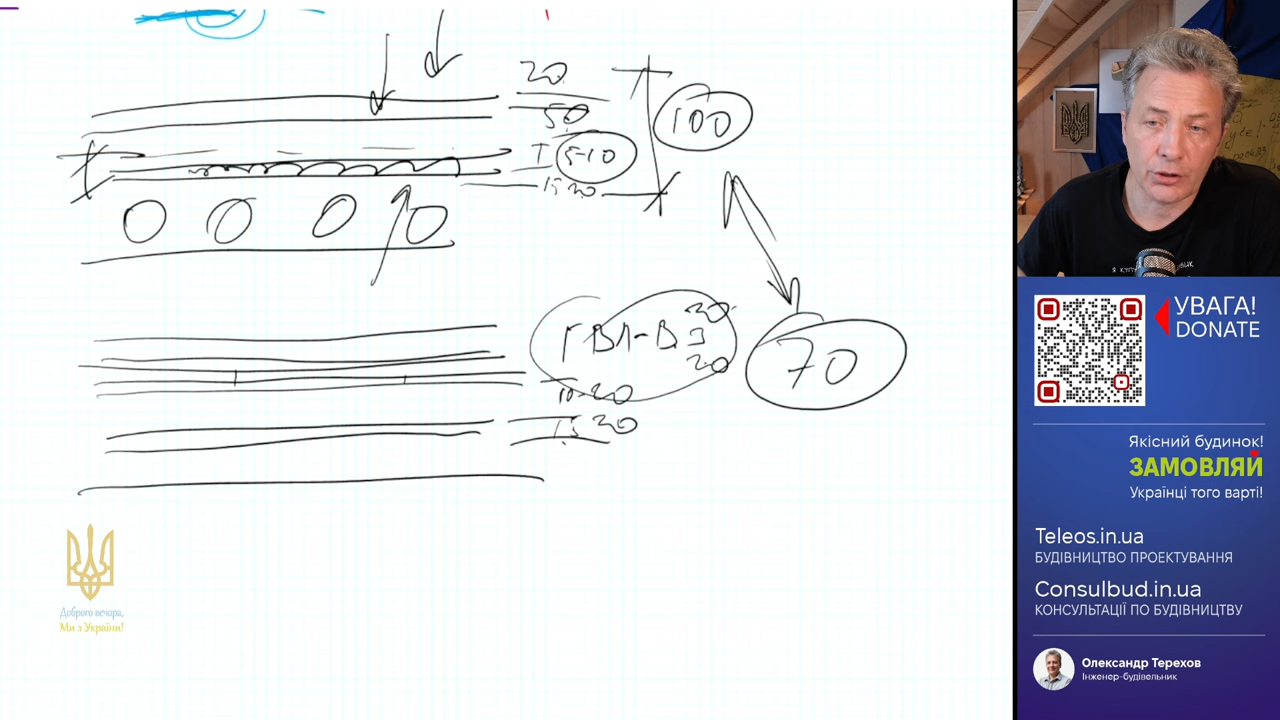 20
50
100
5-10
15 20
ГВЛ-В
20
70
20
15 20
Доброго вечора,
Ми з України!
УВАГА!
DONATE
Якісний будинок!
ЗАМОВЛЯЙ
Українці того варті!
Teleos.in.ua
БУДІВНИЦТВО ПРОЕКТУВАННЯ
Consulbud.in.ua
КОНСУЛЬТАЦІЇ ПО БУДІВНИЦТВУ
Олександр Терехов
Інженер-будівельник